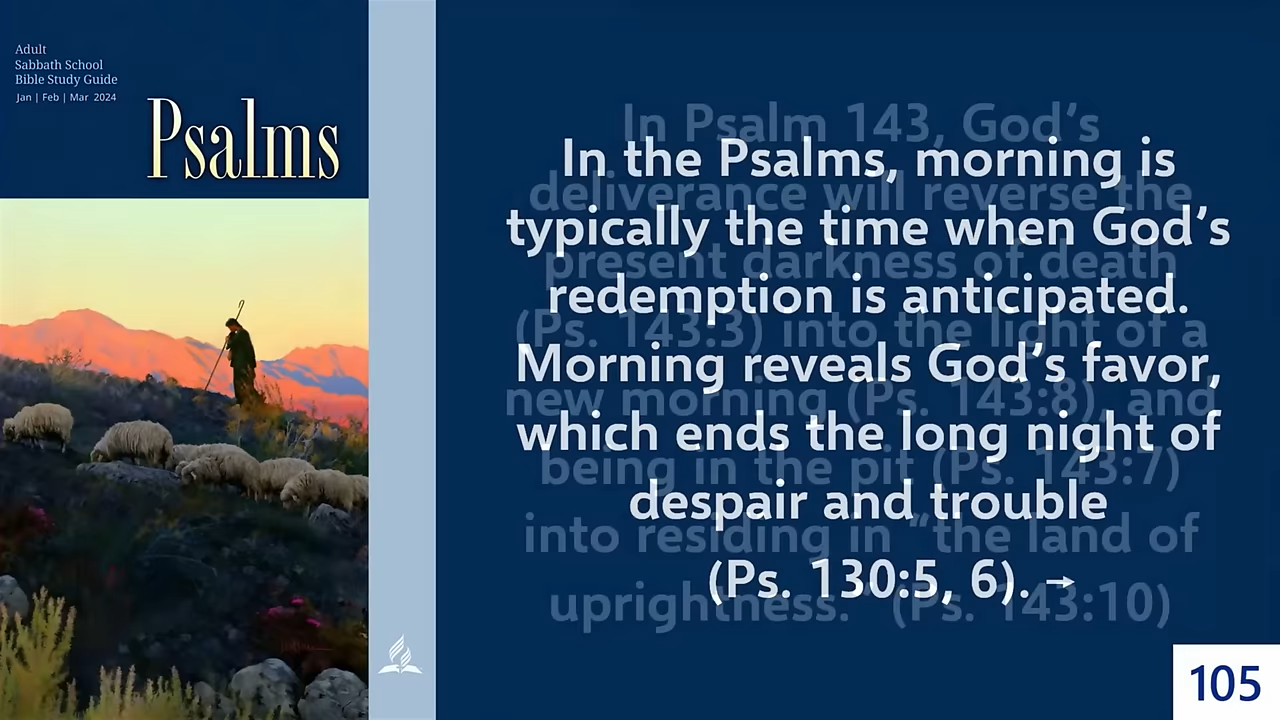 Adult
Sabbath School
Bible Study Guide
Jan | Feb | Mar 2024
Psalms
In the Psalms, morning is
typically the time when God’s
redemption is anticipated.
Morning reveals God’s favor,
which ends the long night of
despair and trouble
(Ps. 130:5, 6). →
In Psalm 143, God’s
deliverance will reverse the
present darkness of death
(Ps. 143:3) into the light of a
new morning (Ps. 143:8), and
being in the pit (Ps. 143:7)
into residing in “the land of
uprightness.” (Ps. 143:10)
105